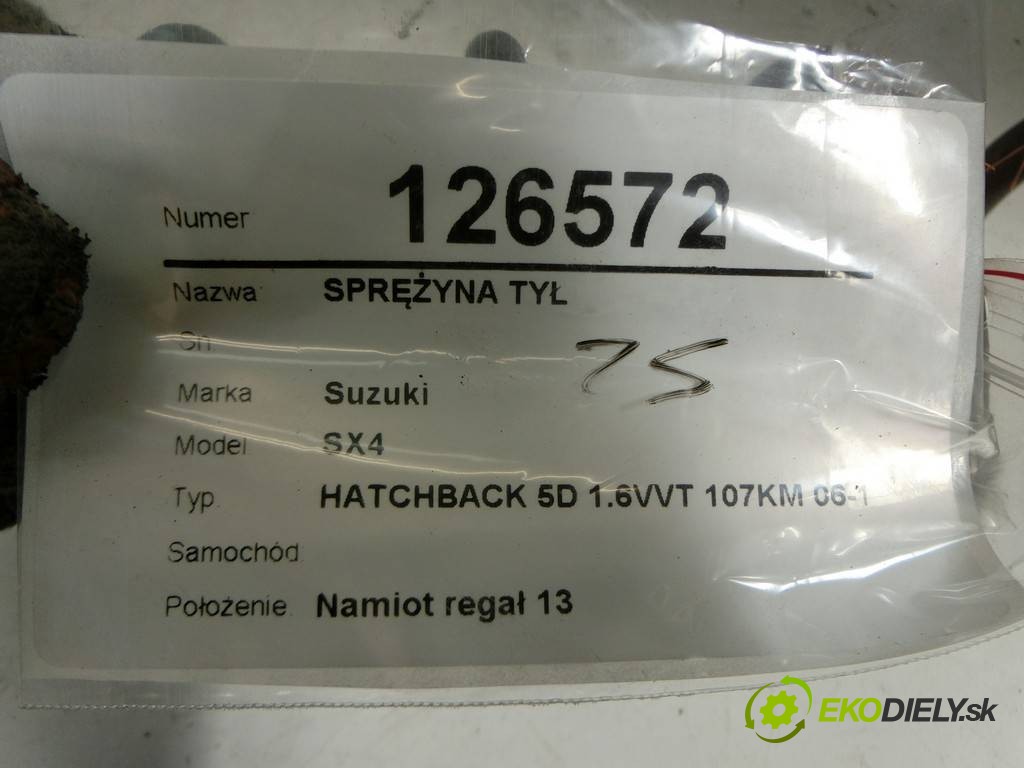 Numer 126572
Nazwa SPRĘŻYNA TYŁ
Marka Suzuki
Model SX4
Typ HATCHBACK 5D 1.6VVT 107KM 06-1
Samochód
Położenie Namiot regał 13
EKODIELY.sk